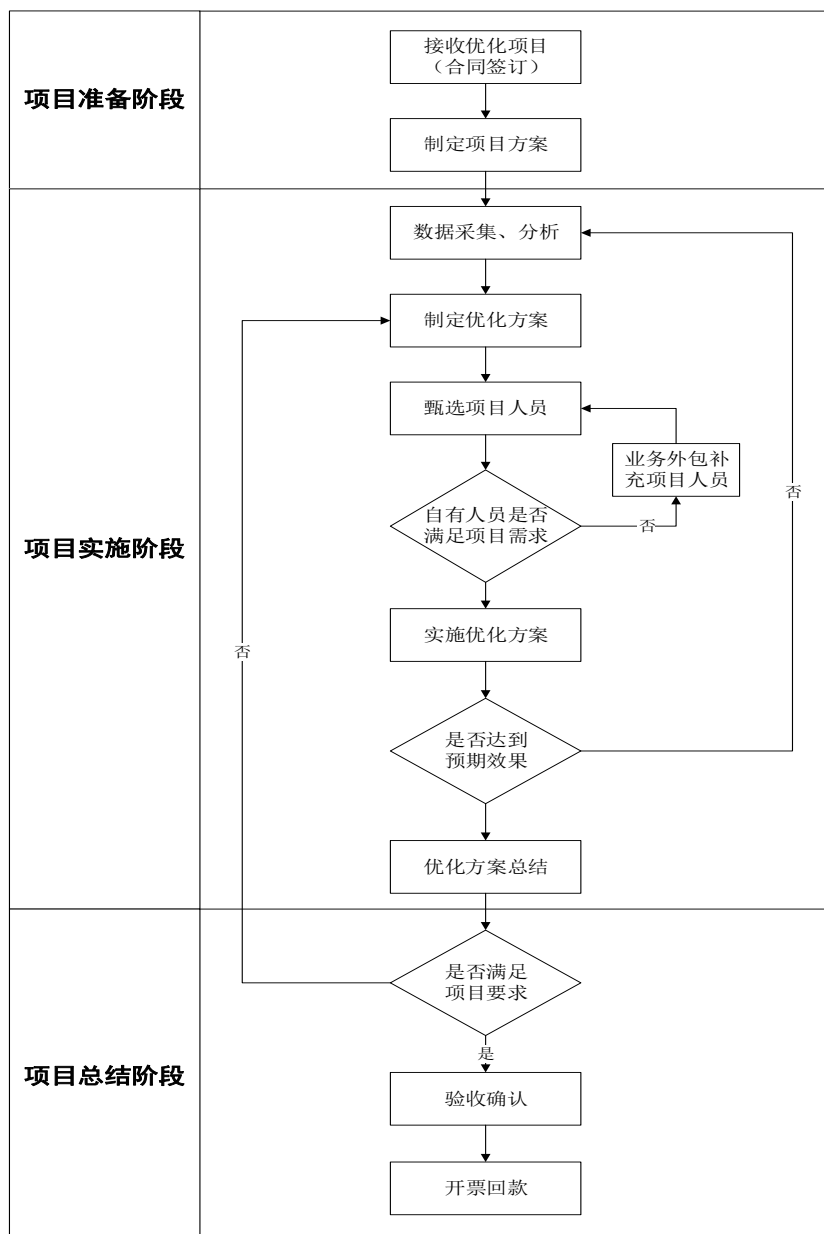 项目准备阶段
接收优化项目
（合同签订）
制定项目方案
项目实施阶段
数据采集、分析
制定优化方案
甄选项目人员
业务外包补
充项目人员
否
自有人员是否
满足项目需求
否
实施优化方案
否
是否达到
预期效果
优化方案总结
项目总结阶段
是否满足
项目要求
是
验收确认
开票回款